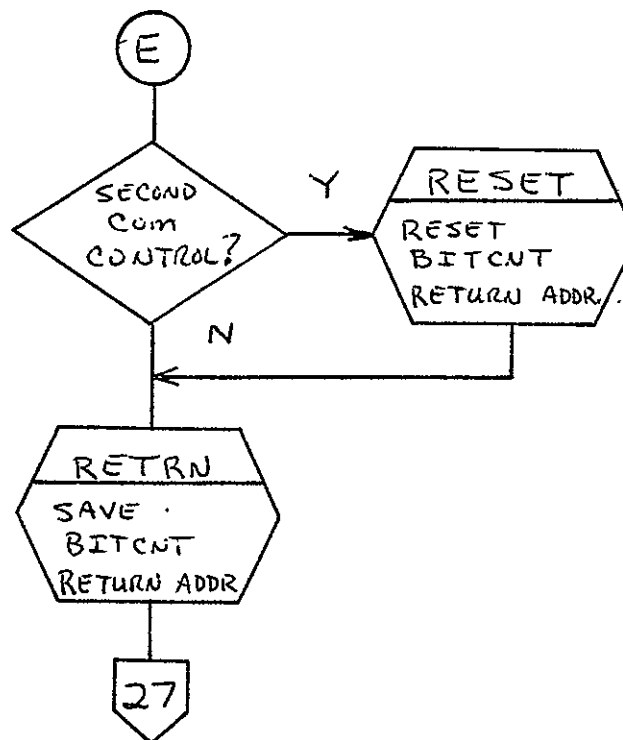 E
SECOND
COM
CONTROL?
Y
RESET
RESET
BITCNT
RETURN ADDR.
N
RETRN
SAVE
BITCNT
RETURN ADDR
27